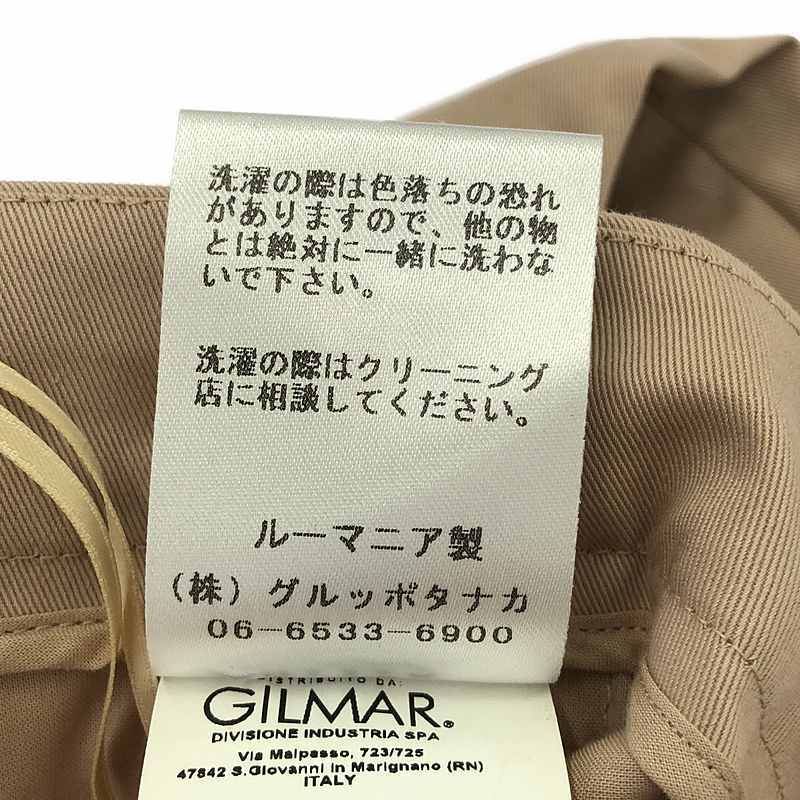 洗濯の際は色落ちの恐れ
がありますので、他の物
とは絶対に一緒に洗わな
いで下さい。
洗濯の際はクリーニング
店に相談してください。
ルーマニア製
（株）グルッポタナカ
06-6533-6900
DISTRIBUITO DA:
GILMAR®
DIVISIONE INDUSTRIA SPA
Via Malpasso, 723/725
47842 S.Giovanni in Marignano (RN)
ITALY